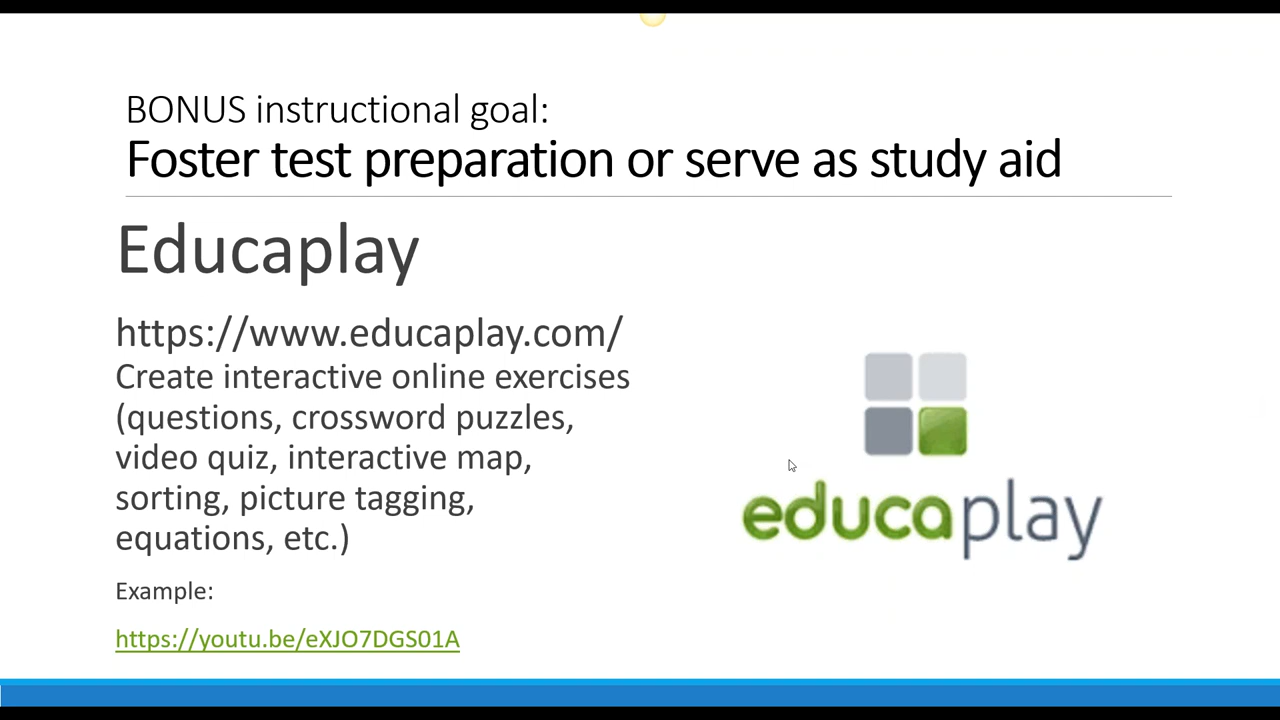 BONUS instructional goal:
Foster test preparation or serve as study aid
Educaplay
https://www.educaplay.com/
Create interactive online exercises
(questions, crossword puzzles,
video quiz, interactive map,
sorting, picture tagging,
equations, etc.)
Example:
https://youtu.be/eXJO7DGS01A
educaplay